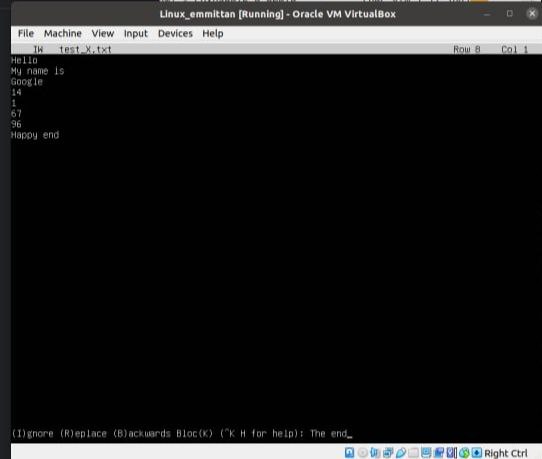 Linux_emmittan [Running] - Oracle VM VirtualBox
File Machine View Input Devices Help
IW test_X.txt Row 8 Col 1
Hello
My name is
Google
14
1
67
96
Happy end
(I)gnore (R)eplace (B)ackwards Bloc(K) (^K H for help): The end_
Right Ctrl